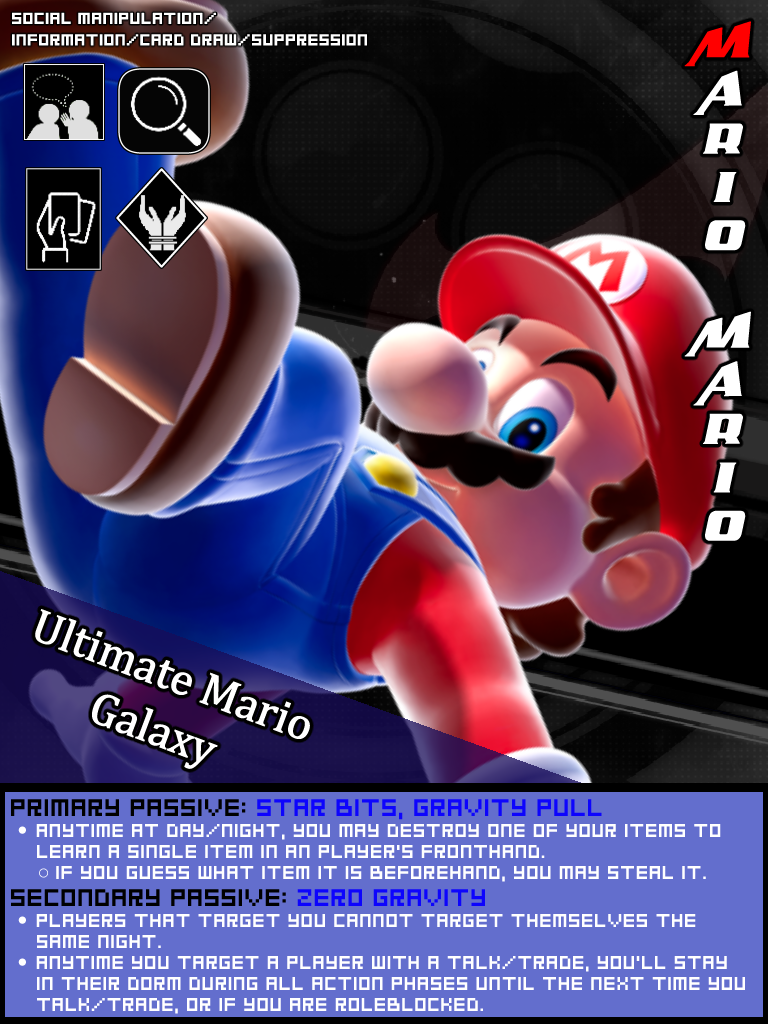 SOCIAL MANIPULATION/
INFORMATION/CARD DRAW/SUPPRESSION
MARIO
MARIO
M
Ultimate Mario
Galaxy
PRIMARY PASSIVE: STAR BITS, GRAVITY PULL
• ANYTIME AT DAY/NIGHT, YOU MAY DESTROY ONE OF YOUR ITEMS TO
LEARN A SINGLE ITEM IN AN PLAYER'S FRONTHAND.
○ IF YOU GUESS WHAT ITEM IT IS BEFOREHAND, YOU MAY STEAL IT.
SECONDARY PASSIVE: ZERO GRAVITY
• PLAYERS THAT TARGET YOU CANNOT TARGET THEMSELVES THE
SAME NIGHT.
• ANYTIME YOU TARGET A PLAYER WITH A TALK/TRADE, YOU'LL STAY
IN THEIR DORM DURING ALL ACTION PHASES UNTIL THE NEXT TIME YOU
TALK/TRADE, OR IF YOU ARE ROLEBLOCKED.